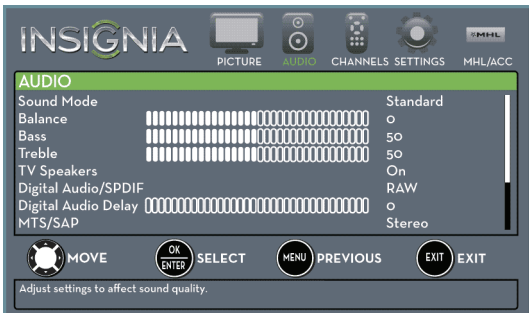 INSIGNIA
PICTURE AUDIO CHANNELS SETTINGS MHL MHL/ACC
AUDIO
Sound Mode Standard
Balance 0
Bass 50
Treble 50
TV Speakers On
Digital Audio/SPDIF RAW
Digital Audio Delay 0
MTS/SAP Stereo
MOVE OK ENTER SELECT MENU PREVIOUS EXIT EXIT
Adjust settings to affect sound quality.